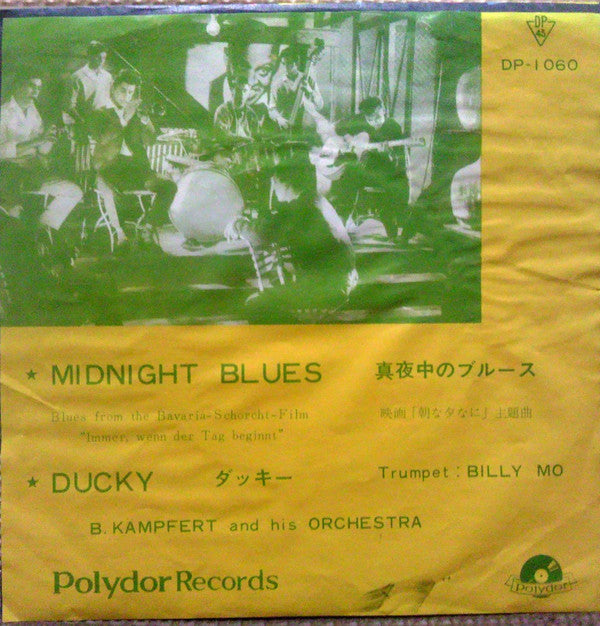 DP
45
DP-1060
★ MIDNIGHT BLUES 真夜中のブルース
Blues from the Bavaria-Schorcht-Film 映画「朝な夕なに」主題曲
"Immer, wenn der Tag beginnt"
★ DUCKY ダッキー Trumpet: BILLY MO
B. KAMPFERT and his ORCHESTRA
Polydor Records
polydor